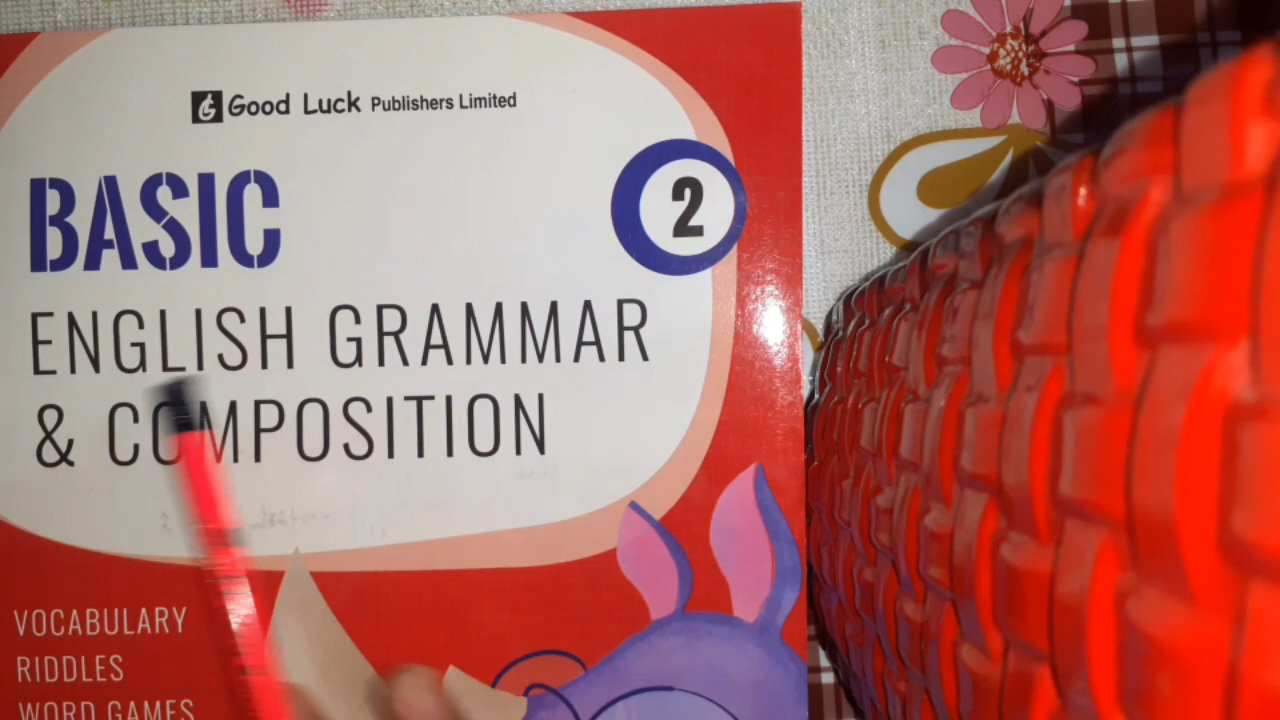 Good Luck Publishers Limited
BASIC
2
ENGLISH GRAMMAR
& COMPOSITION
VOCABULARY
RIDDLES
WORD GAMES